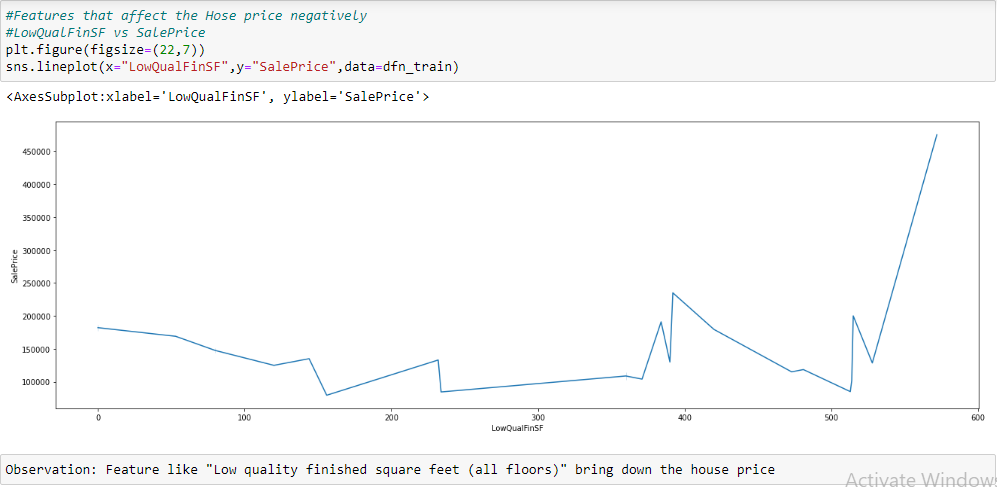 #Features that affect the Hose price negatively
#LowQualFinSF vs SalePrice
plt.figure(figsize=(22,7))
sns.lineplot(x="LowQualFinSF",y="SalePrice",data=dfn_train)
<AxesSubplot:xlabel='LowQualFinSF', ylabel='SalePrice'>
450000
400000
350000
300000
250000
200000
150000
100000
SalePrice
0 100 200 300 400 500 600
LowQualFinSF
Observation: Feature like "Low quality finished square feet (all floors)" bring down the house price
Activate Windows